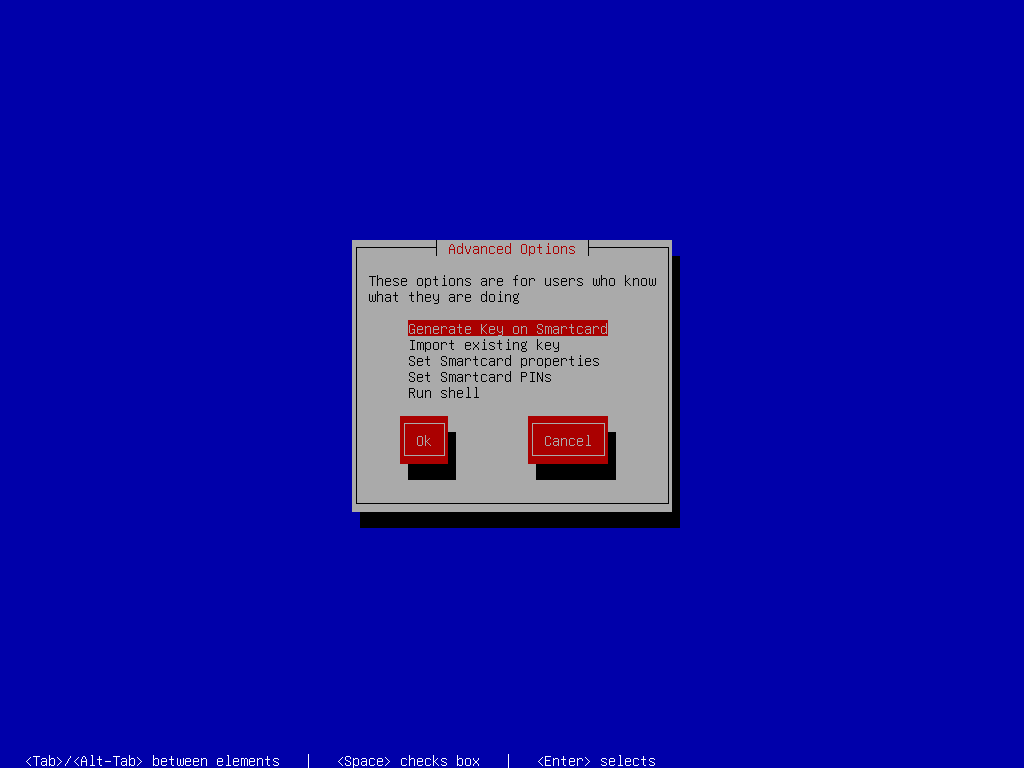 Advanced Options
These options are for users who know
what they are doing
Generate Key on Smartcard
Import existing key
Set Smartcard properties
Set Smartcard PINs
Run shell
Ok Cancel
<Tab>/<Alt-Tab> between elements | <Space> checks box | <Enter> selects